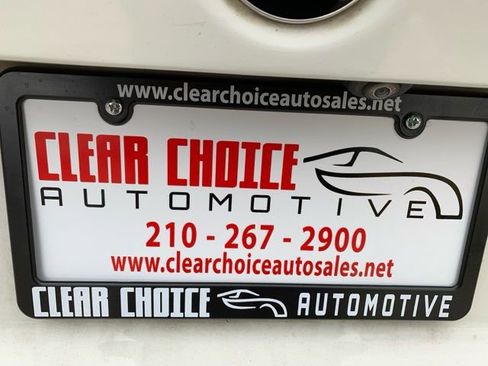 www.clearchoiceautosales.net
CLEAR CHOICE
AUTOMOTIVE
210 - 267 - 2900
www.clearchoiceautosales.net
CLEAR CHOICE AUTOMOTIVE